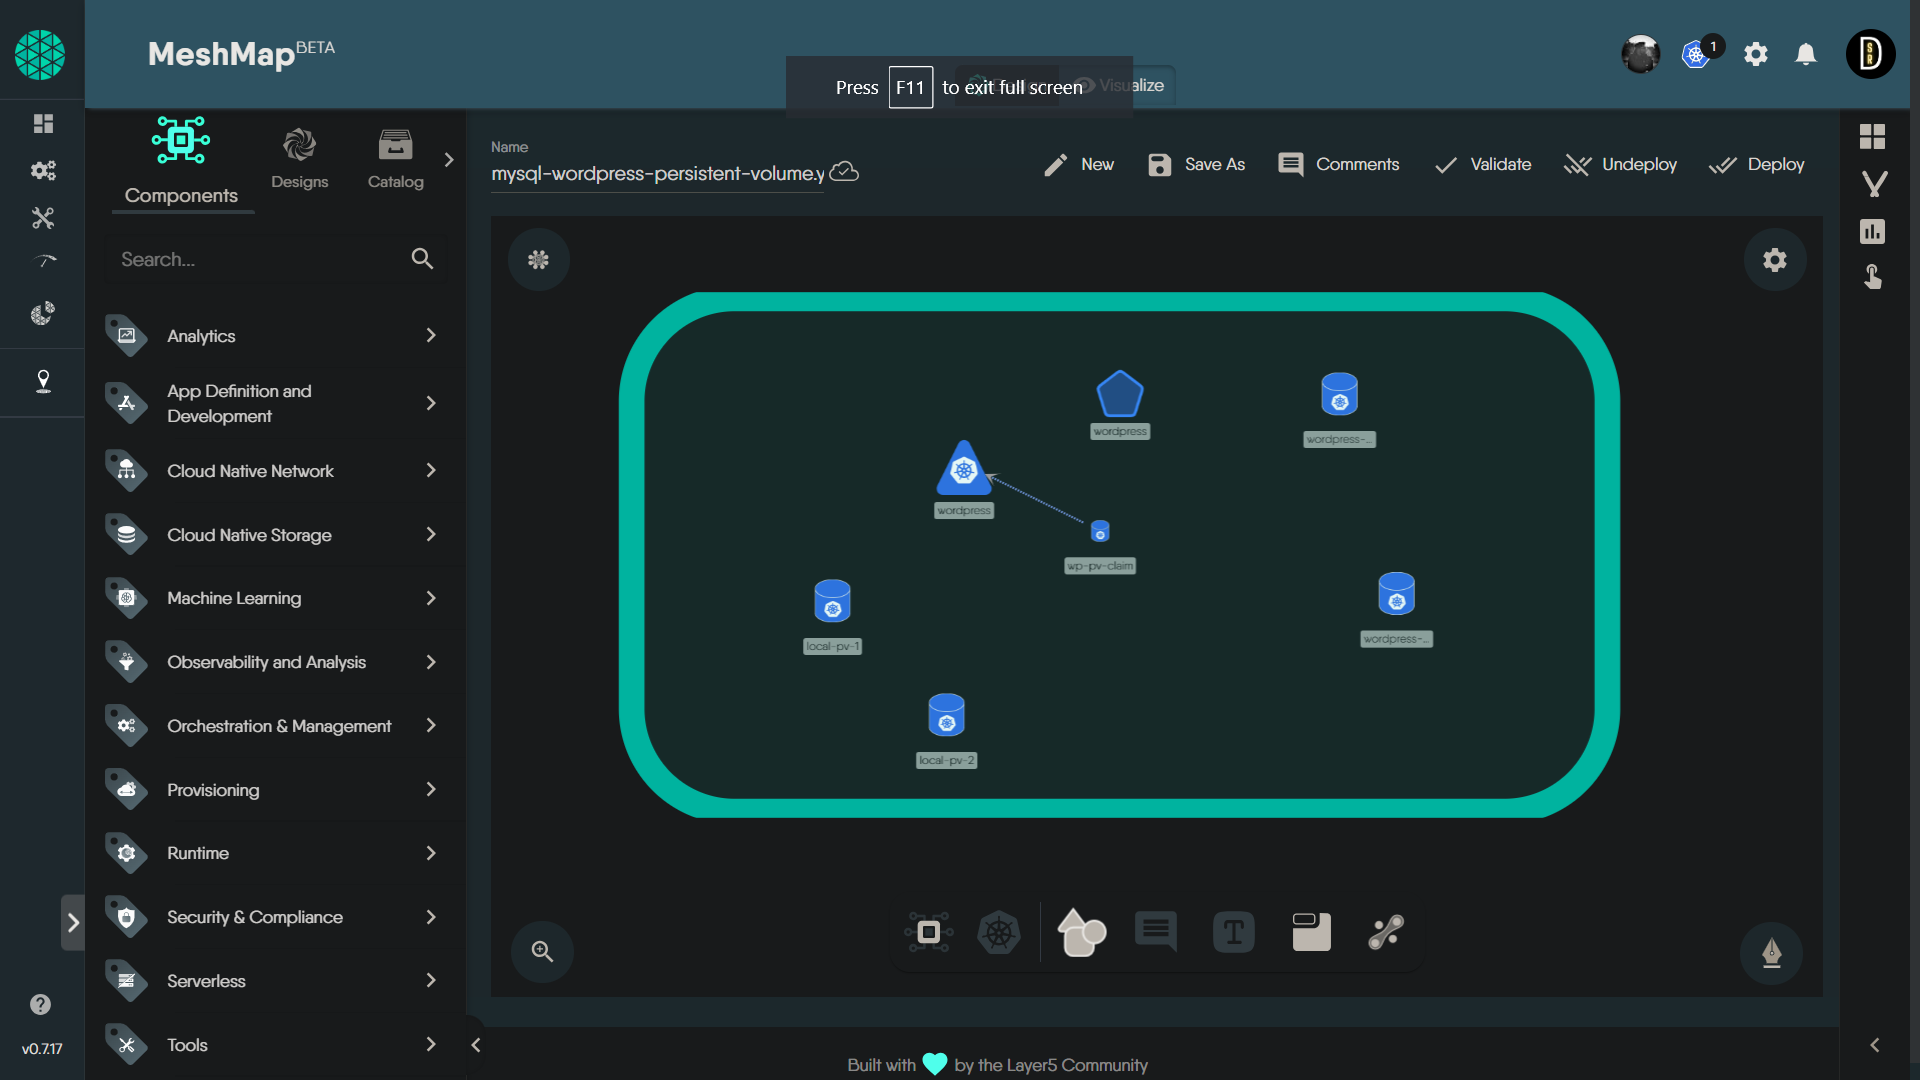 MeshMap BETA
Press F11 to exit full screen
Visualize
1
D
SR
Components
Designs
Catalog
Name
mysql-wordpress-persistent-volume.y
New
Save As
Comments
Validate
Undeploy
Deploy
Search...
Analytics
App Definition and
Development
Cloud Native Network
Cloud Native Storage
Machine Learning
Observability and Analysis
Orchestration & Management
Provisioning
Runtime
Security & Compliance
Serverless
Tools
wordpress
wordpress-...
wordpress
wp-pv-claim
local-pv-1
wordpress-...
local-pv-2
T
v0.7.17
Built with by the Layer5 Community